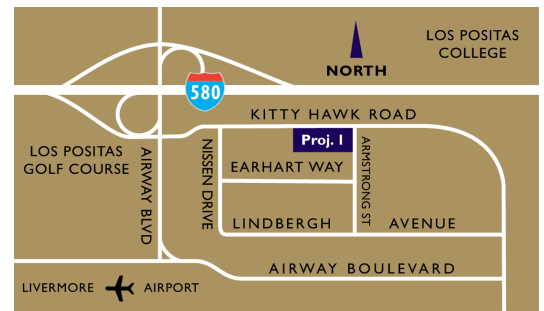 LOS POSITAS
COLLEGE
NORTH
580
KITTY HAWK ROAD
Proj. I
LOS POSITAS
GOLF COURSE
AIRWAY BLVD
NISSEN DRIVE
EARHART WAY
ARMSTRONG ST
LINDBERGH AVENUE
AIRWAY BOULEVARD
LIVERMORE AIRPORT